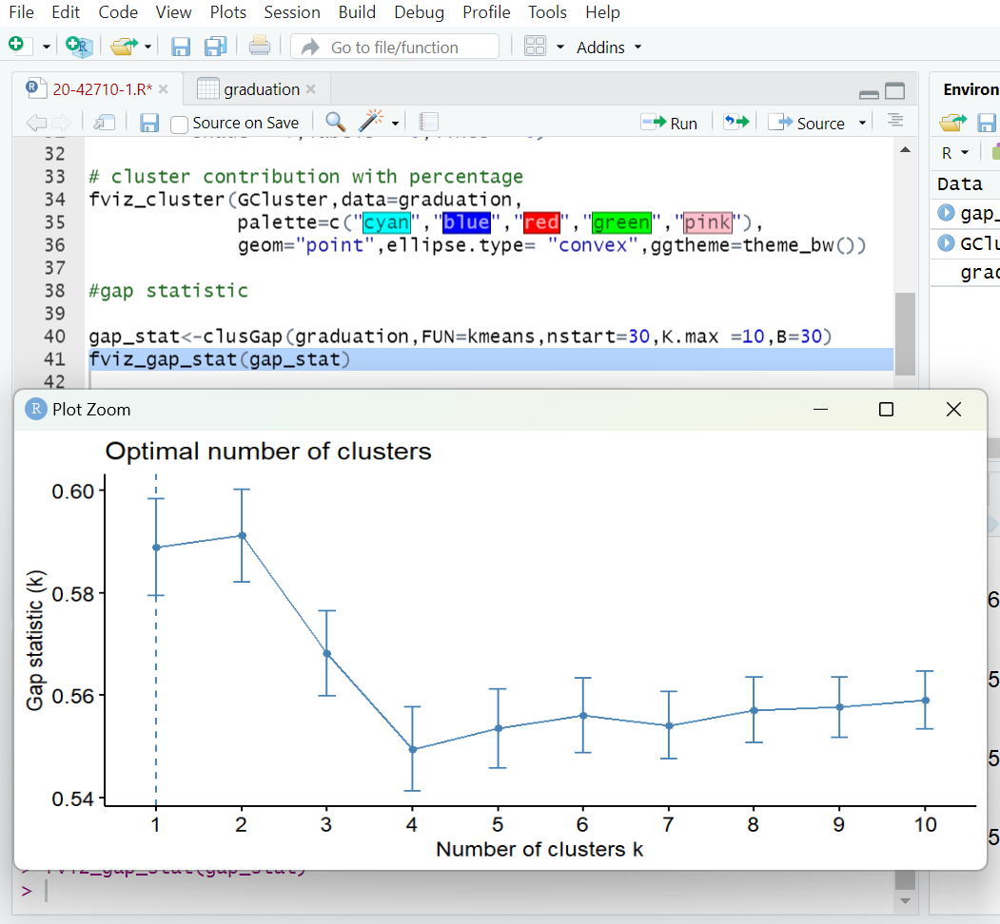 File Edit Code View Plots Session Build Debug Profile Tools Help
Go to file/function Addins
20-42710-1.R* graduation
Source on Save Run Source
Environ
R
Data
gap_
GClu
grad
32
33 # cluster contribution with percentage
34 fviz_cluster(GCluster,data=graduation,
35 palette=c("cyan","blue","red","green","pink"),
36 geom="point",ellipse.type= "convex",ggtheme=theme_bw())
37
38 #gap statistic
39
40 gap_stat<-clusGap(graduation,FUN=kmeans,nstart=30,K.max =10,B=30)
41 fviz_gap_stat(gap_stat)
42
R Plot Zoom
Optimal number of clusters
Gap statistic (k)
0.60
0.58
0.56
0.54
1 2 3 4 5 6 7 8 9 10
Number of clusters k
6
5
5
5
> fviz_gap_stat(gap_stat)
>